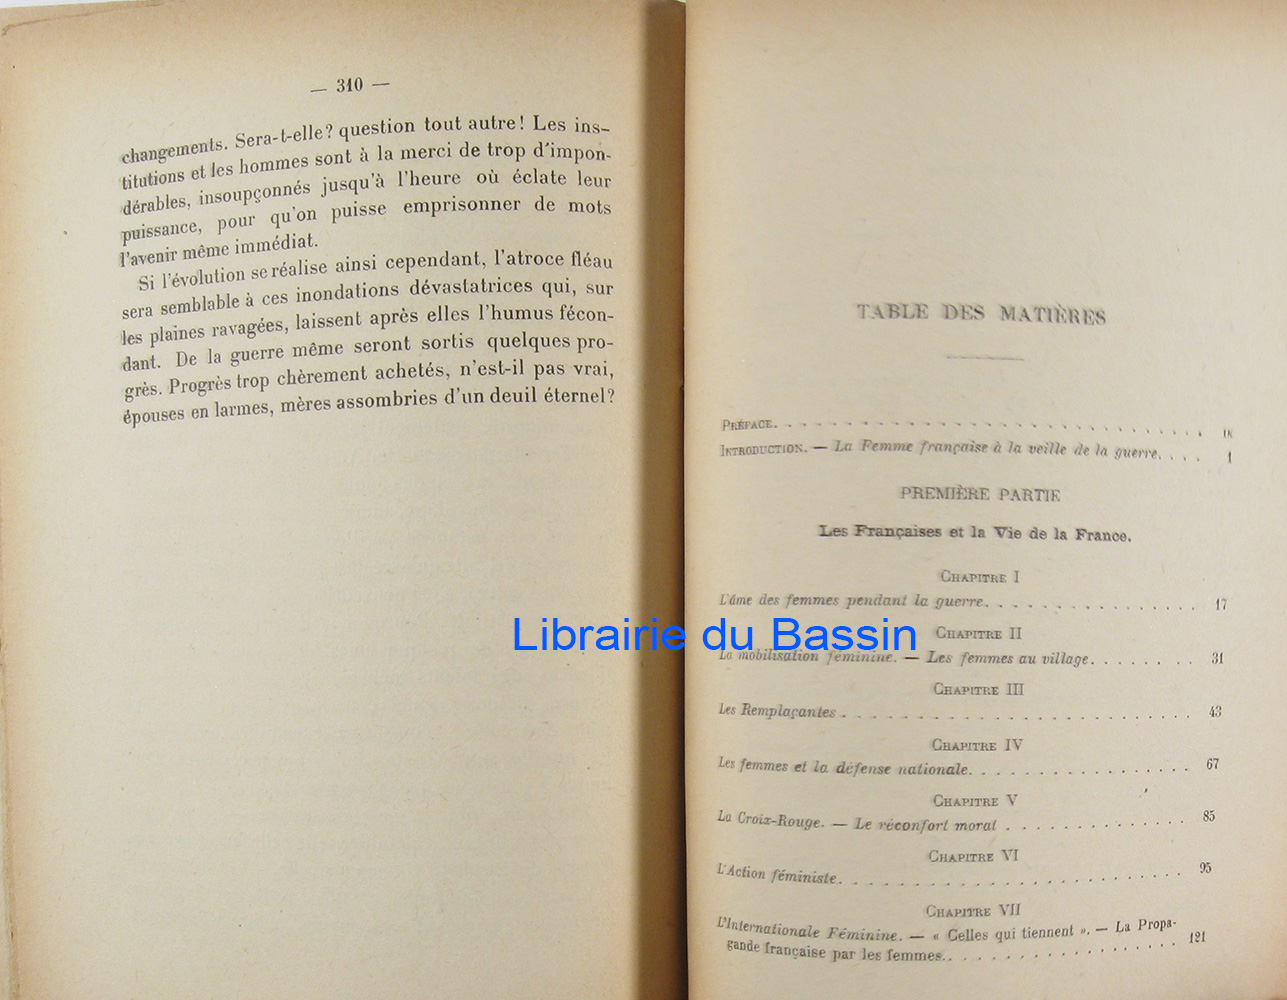 — 310 —
changements. Sera-t-elle? question tout autre! Les ins-
titutions et les hommes sont à la merci de trop d'impon-
dérables, insoupçonnés jusqu'à l'heure où éclate leur
puissance, pour qu'on puisse emprisonner de mots
l'avenir même immédiat.
Si l'évolution se réalise ainsi cependant, l'atroce fléau
sera semblable à ces inondations dévastatrices qui, sur
les plaines ravagées, laissent après elles l'humus fécon-
dant. De la guerre même seront sortis quelques pro-
grès. Progrès trop chèrement achetés, n'est-il pas vrai,
épouses en larmes, mères assombries d'un deuil éternel?
TABLE DES MATIÈRES
PRÉFACE. . . . . . . . . . . . . . . . . . . . . . . . . IX
INTRODUCTION. — La Femme française à la veille de la guerre. . . . 1
PREMIÈRE PARTIE
Les Françaises et la Vie de la France.
CHAPITRE I
L'âme des femmes pendant la guerre. . . . . . . . . . . . . . 17
CHAPITRE II
La mobilisation féminine. — Les femmes au village. . . . . . . . 31
CHAPITRE III
Les Remplaçantes . . . . . . . . . . . . . . . . . . . . . . . 43
CHAPITRE IV
Les femmes et la défense nationale. . . . . . . . . . . . . . . 67
CHAPITRE V
La Croix-Rouge. — Le réconfort moral . . . . . . . . . . . . . 85
CHAPITRE VI
L'Action féministe. . . . . . . . . . . . . . . . . . . . . . . 95
CHAPITRE VII
L'Internationale Féminine. — « Celles qui tiennent ». — La Propa-
gande française par les femmes. . . . . . . . . . . . . . . . 121
Librairie du Bassin